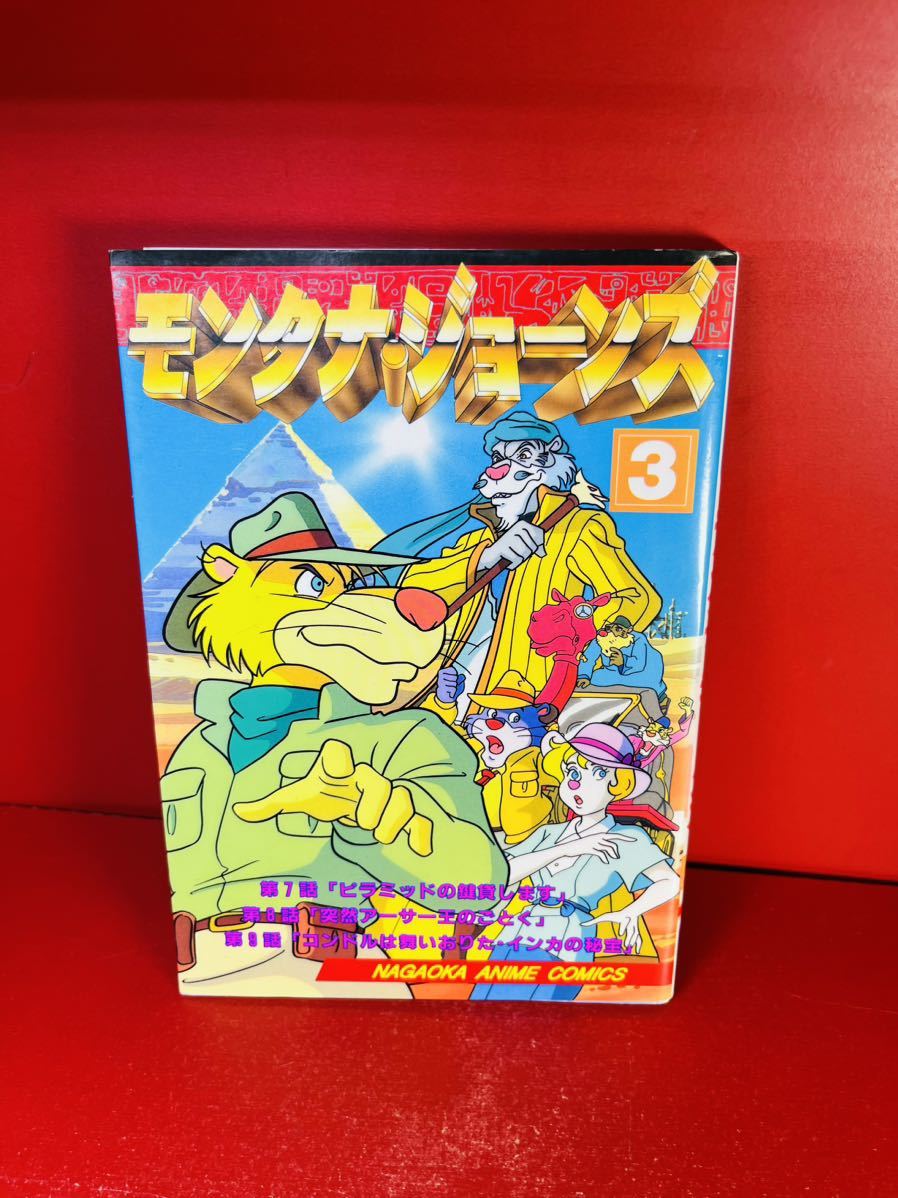 モンタナ・ジョーンズ
3
第7話「ピラミッドの鍵貸します」
第8話「突然アーサー王のごとく」
第9話「コンドルは舞いおりた・インカの秘宝」
NAGAOKA ANIME COMICS